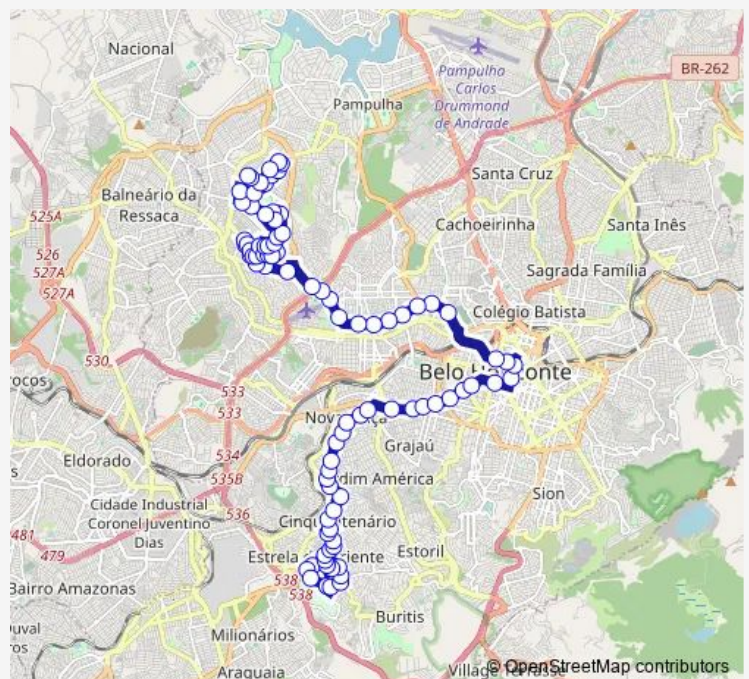 Nacional
Pampulha
Carlos
Drummond
de Andrade
BR-262
Pampulha
Santa Cruz
Balneário da
Ressaca
525A
Cachoeirinha
Santa Inês
526
527A
527A
Sagrada Família
Colégio Batista
530
533
533
Belo
Grajaú
534
Eldorado
535B
Sion
Cidade Industrial
Coronel Juventino
Dias
536
481
479
Estoril
538
538
Bairro Amazonas
Buritis
Milionários
Araguaia
© OpenStreetMap contributors